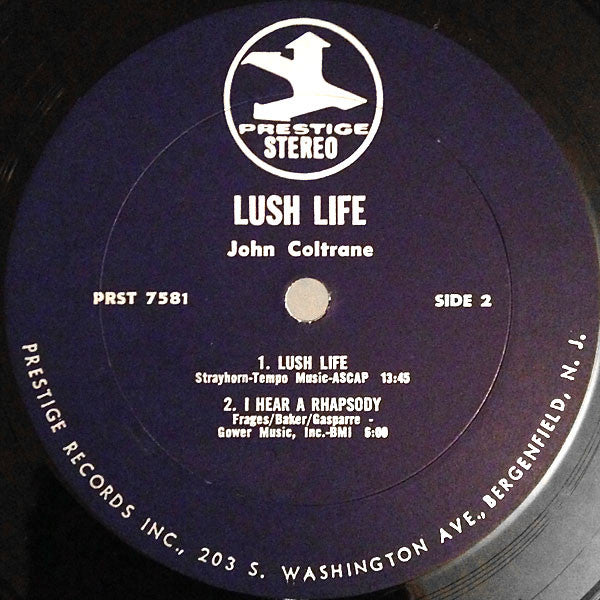 PRESTIGE
STEREO
LUSH LIFE
John Coltrane
PRST 7581
SIDE 2
1. LUSH LIFE
Strayhorn-Tempo Music-ASCAP 13:45
2. I HEAR A RHAPSODY
Frages/Baker/Gasparre -
Gower Music, Inc.-BMI 6:00
PRESTIGE RECORDS INC., 203 S. WASHINGTON AVE., BERGENFIELD, N. J.